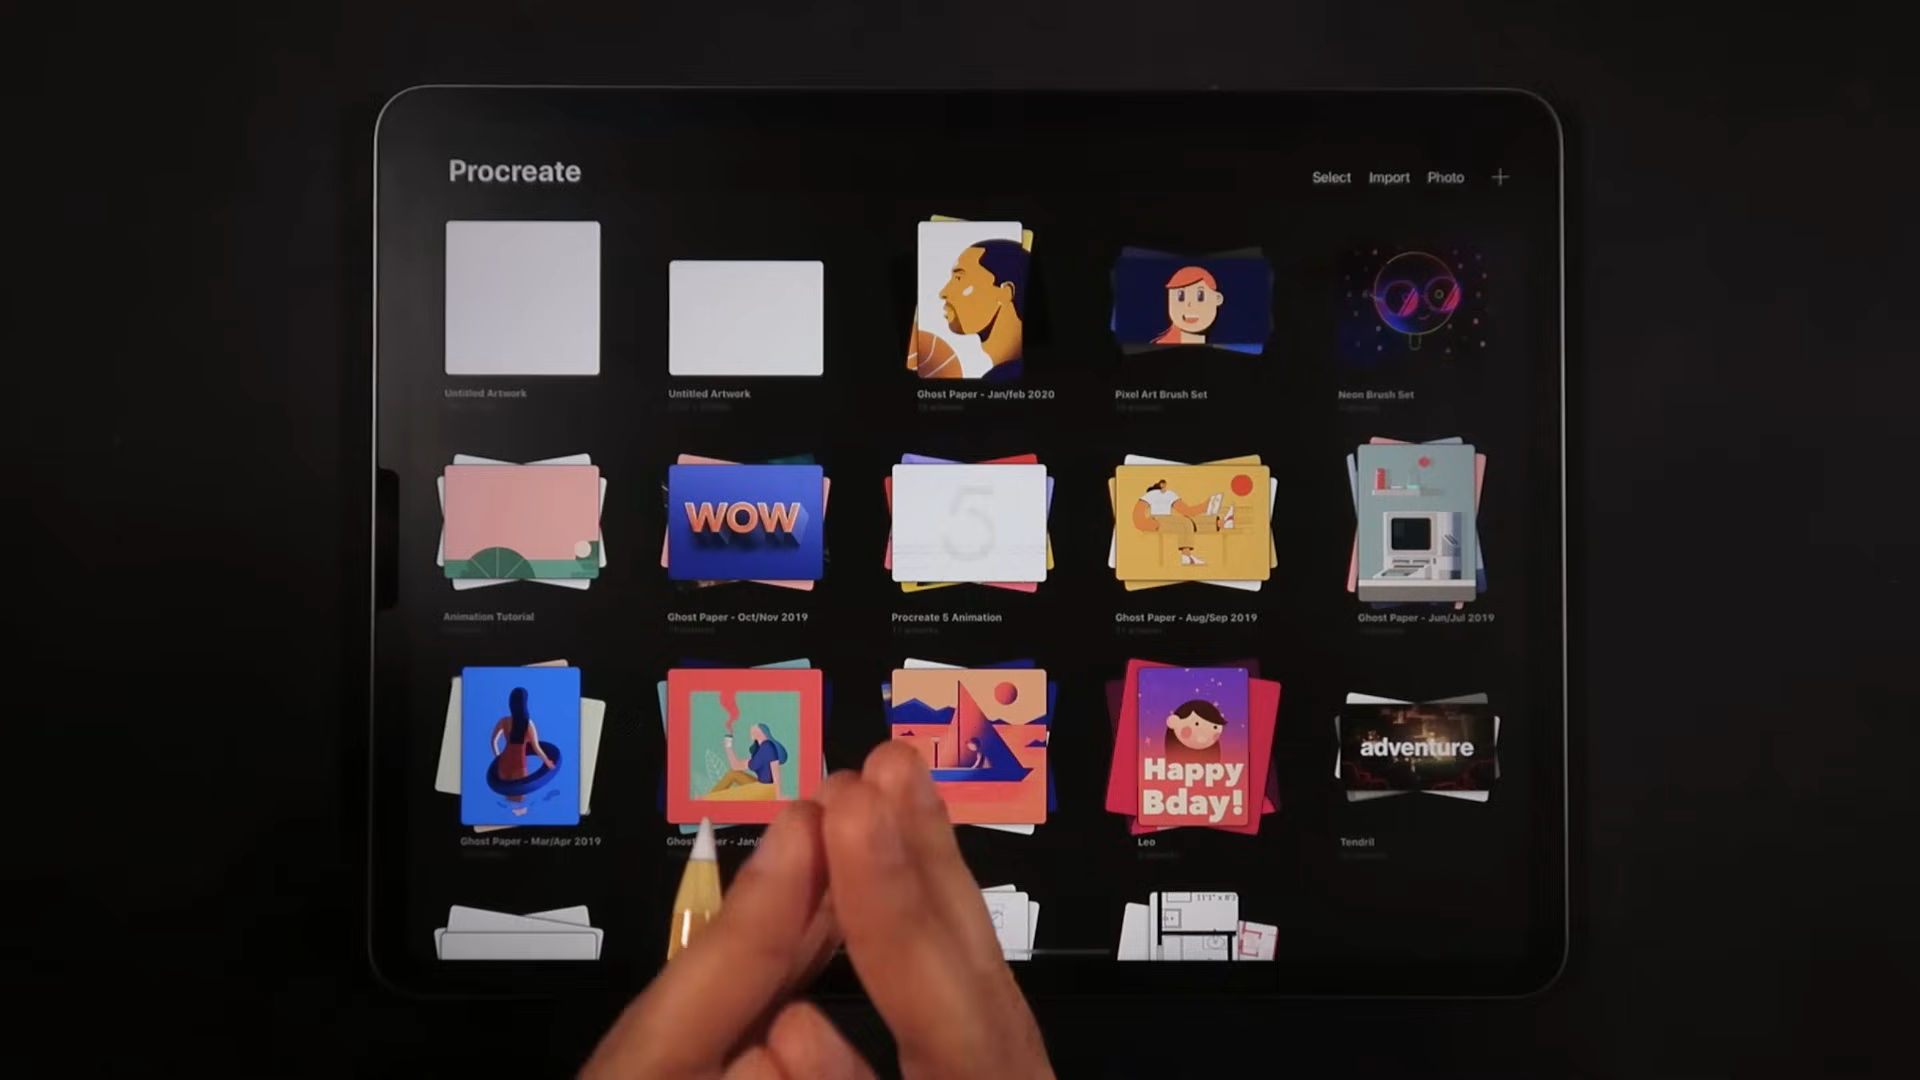 Procreate
Select Import Photo
Untitled Artwork
Untitled Artwork
Ghost Paper - Jan/feb 2020
Pixel Art Brush Set
Neon Brush Set
WOW
5
Animation Tutorial
Ghost Paper - Oct/Nov 2019
Procreate 5 Animation
Ghost Paper - Aug/Sep 2019
Ghost Paper - Jun/Jul 2019
Happy
Bday!
adventure
Ghost Paper - Mar/Apr 2019
Leo
Tendril